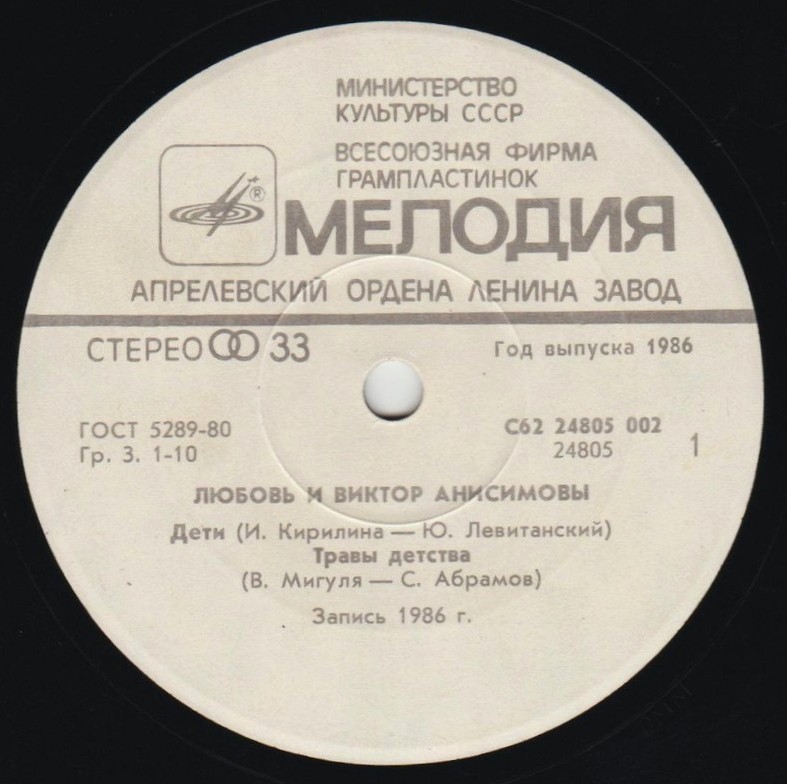 МИНИСТЕРСТВО
КУЛЬТУРЫ СССР
ВСЕСОЮЗНАЯ ФИРМА
ГРАМПЛАСТИНОК
®
МЕЛОДИЯ
АПРЕЛЕВСКИЙ ОРДЕНА ЛЕНИНА ЗАВОД
СТЕРЕО 33
Год выпуска 1986
ГОСТ 5289-80
Гр. 3. 1-10
С62 24805 002
24805
1
ЛЮБОВЬ И ВИКТОР АНИСИМОВЫ
Дети (И. Кирилина — Ю. Левитанский)
Травы детства
(В. Мигуля — С. Абрамов)
Запись 1986 г.